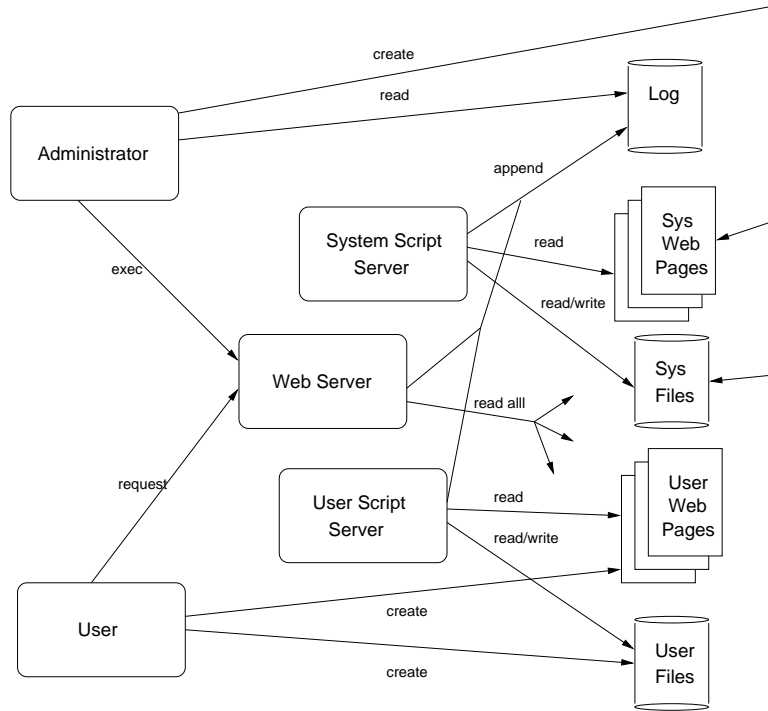 create
Log
read
Administrator
append
System Script
Server
read
Sys
Web
Pages
exec
read/write
Web Server
read alll
Sys
Files
request
User Script
Server
read
read/write
User
Web
Pages
User
create
create
User
Files